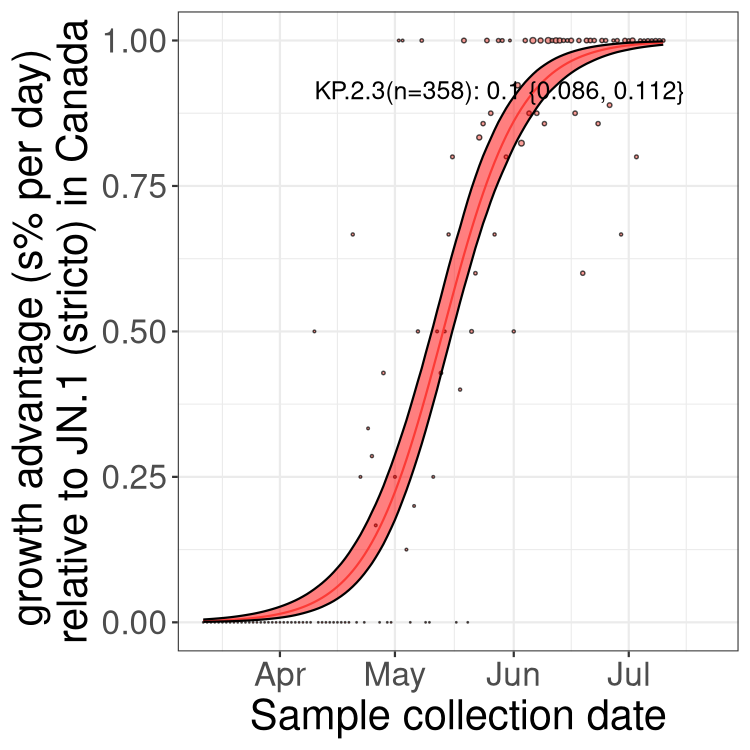 growth advantage (s% per day)
relative to JN.1 (stricto) in Canada
1.00
0.75
0.50
0.25
0.00
KP.2.3(n=358): 0.1 {0.086, 0.112}
Apr May Jun Jul
Sample collection date